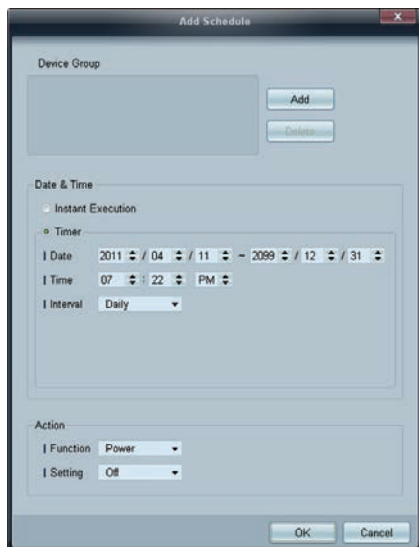 Add Schedule
Device Group
Add
Delete
Date & Time
Instant Execution
Timer
Date 2011 / 04 / 11 ~ 2099 / 12 / 31
Time 07 : 22 PM
Interval Daily
Action
Function Power
Setting Off
OK Cancel